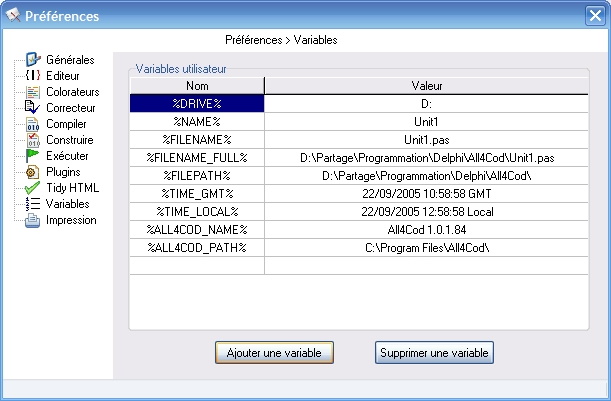 Préférences
Préférences > Variables
Générales
Editeur
Colorateurs
Correcteur
Compiler
Construire
Exécuter
Plugins
Tidy HTML
Variables
Impression
Variables utilisateur
Nom Valeur
%DRIVE% D:
%NAME% Unit1
%FILENAME% Unit1.pas
%FILENAME_FULL% D:\Partage\Programmation\Delphi\All4Cod\Unit1.pas
%FILEPATH% D:\Partage\Programmation\Delphi\All4Cod\
%TIME_GMT% 22/09/2005 10:58:58 GMT
%TIME_LOCAL% 22/09/2005 12:58:58 Local
%ALL4COD_NAME% All4Cod 1.0.1.84
%ALL4COD_PATH% C:\Program Files\All4Cod\
Ajouter une variable Supprimer une variable